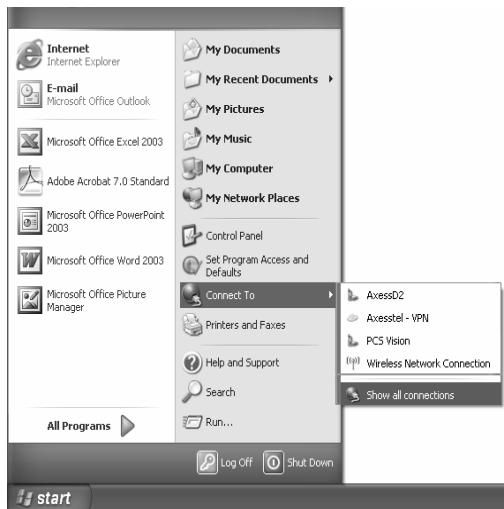 Internet
Internet Explorer
E-mail
Microsoft Office Outlook
Microsoft Office Excel 2003
Adobe Acrobat 7.0 Standard
Microsoft Office PowerPoint
2003
Microsoft Office Word 2003
Microsoft Office Picture
Manager
All Programs
My Documents
My Recent Documents
My Pictures
My Music
My Computer
My Network Places
Control Panel
Set Program Access and
Defaults
Connect To
Printers and Faxes
Help and Support
Search
Run...
AxessD2
Axesstel - VPN
PCS Vision
Wireless Network Connection
Show all connections
Log Off
Shut Down
start